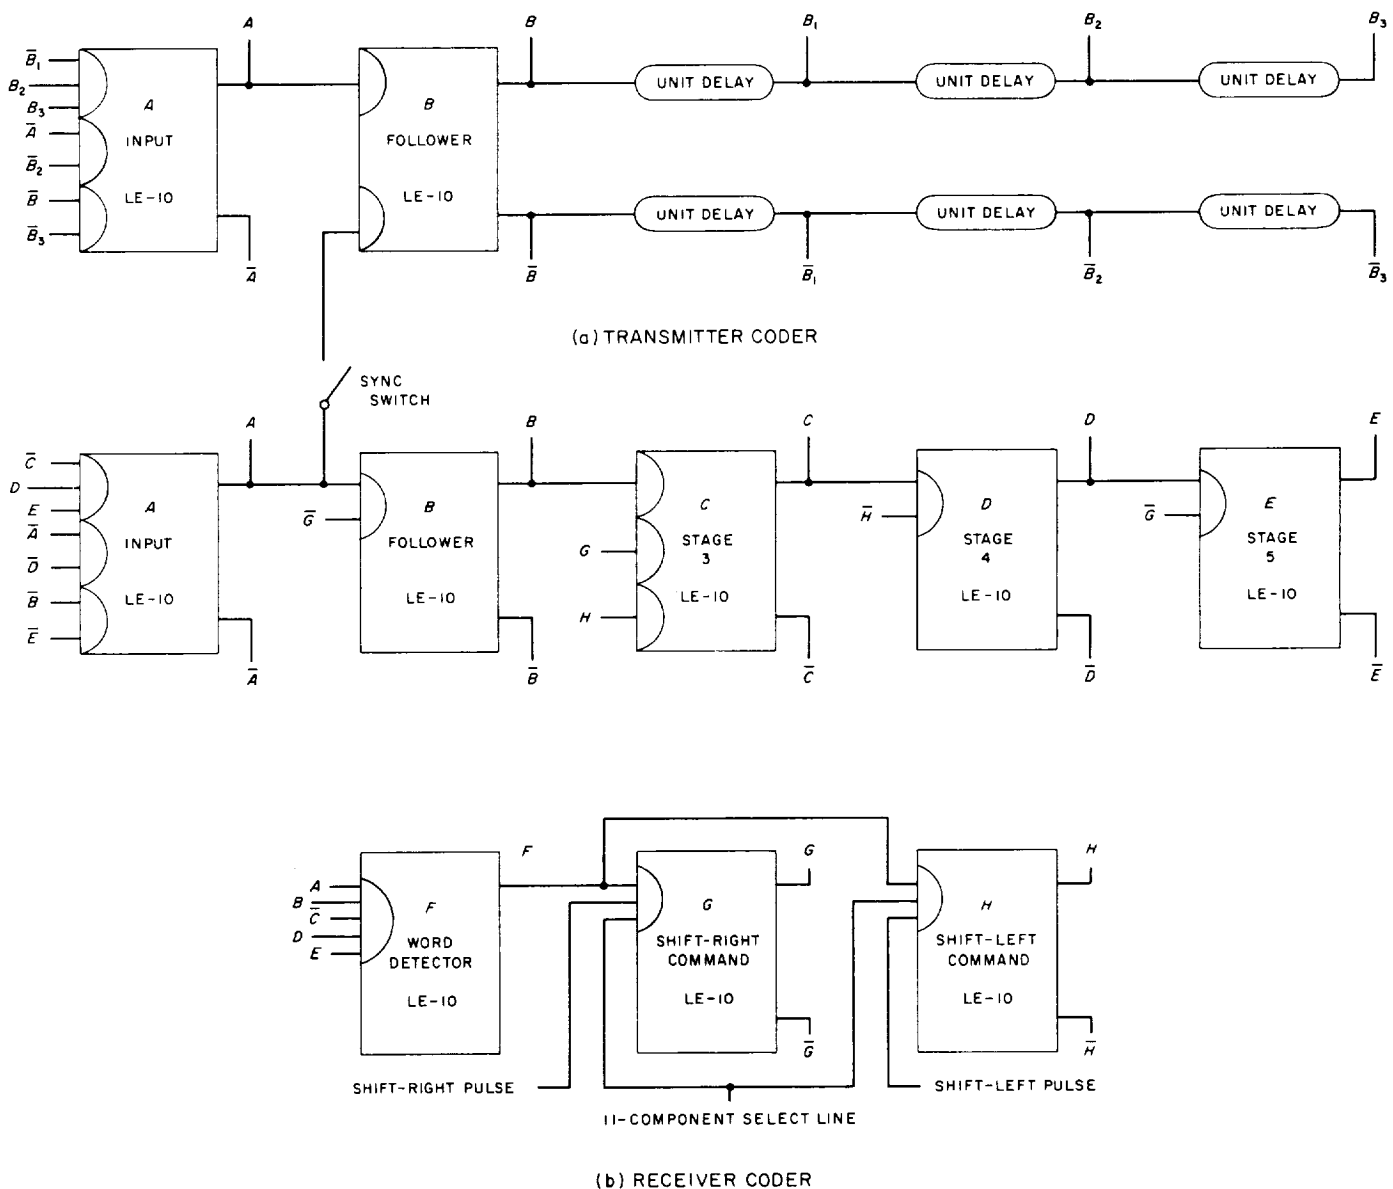 A B B₁ B₂ B₃
B̅₁
B₂
B₃
A̅
B̅₂
B̅
B̅₃
A
INPUT
LE-10
B
FOLLOWER
LE-10
UNIT DELAY UNIT DELAY UNIT DELAY
UNIT DELAY UNIT DELAY UNIT DELAY
A̅ B̅ B̅₁ B̅₂ B̅₃
(a) TRANSMITTER CODER
SYNC
SWITCH
A B C D E
C̅
D
E
A̅
D̅
B̅
E̅
A
INPUT
LE-10
G̅
B
FOLLOWER
LE-10
G
H
C
STAGE
3
LE-10
H̅
D
STAGE
4
LE-10
G̅
E
STAGE
5
LE-10
A̅ B̅ C̅ D̅ E̅
F G H
A
B
C̅
D
E
F
WORD
DETECTOR
LE-10
G
SHIFT-RIGHT
COMMAND
LE-10
H
SHIFT-LEFT
COMMAND
LE-10
G̅ H̅
SHIFT-RIGHT PULSE SHIFT-LEFT PULSE
11-COMPONENT SELECT LINE
(b) RECEIVER CODER